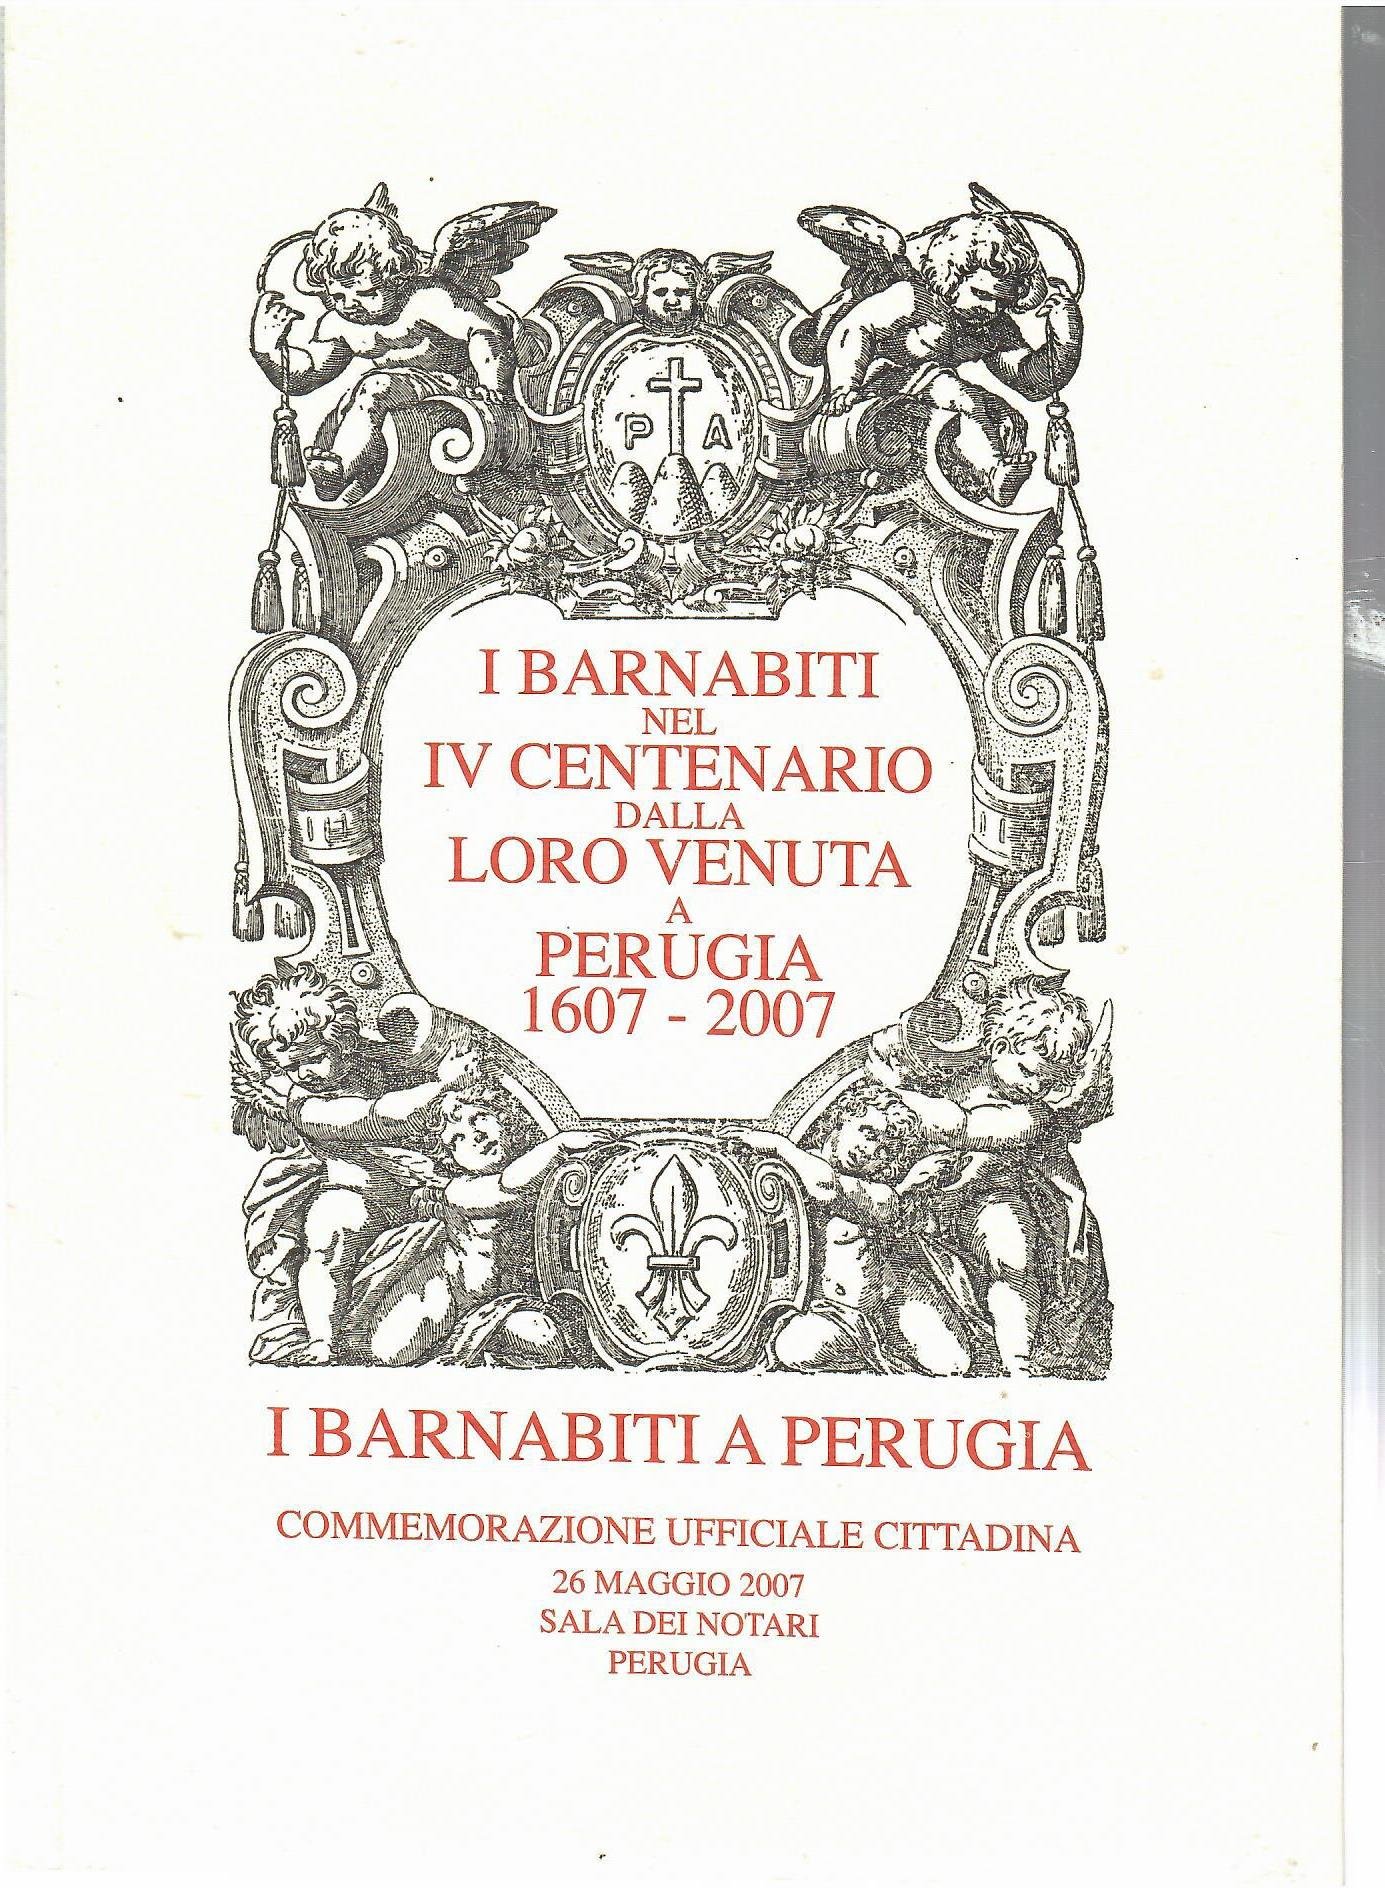 P A
I BARNABITI
NEL
IV CENTENARIO
DALLA
LORO VENUTA
A
PERUGIA
1607 - 2007
I BARNABITI A PERUGIA
COMMEMORAZIONE UFFICIALE CITTADINA
26 MAGGIO 2007
SALA DEI NOTARI
PERUGIA